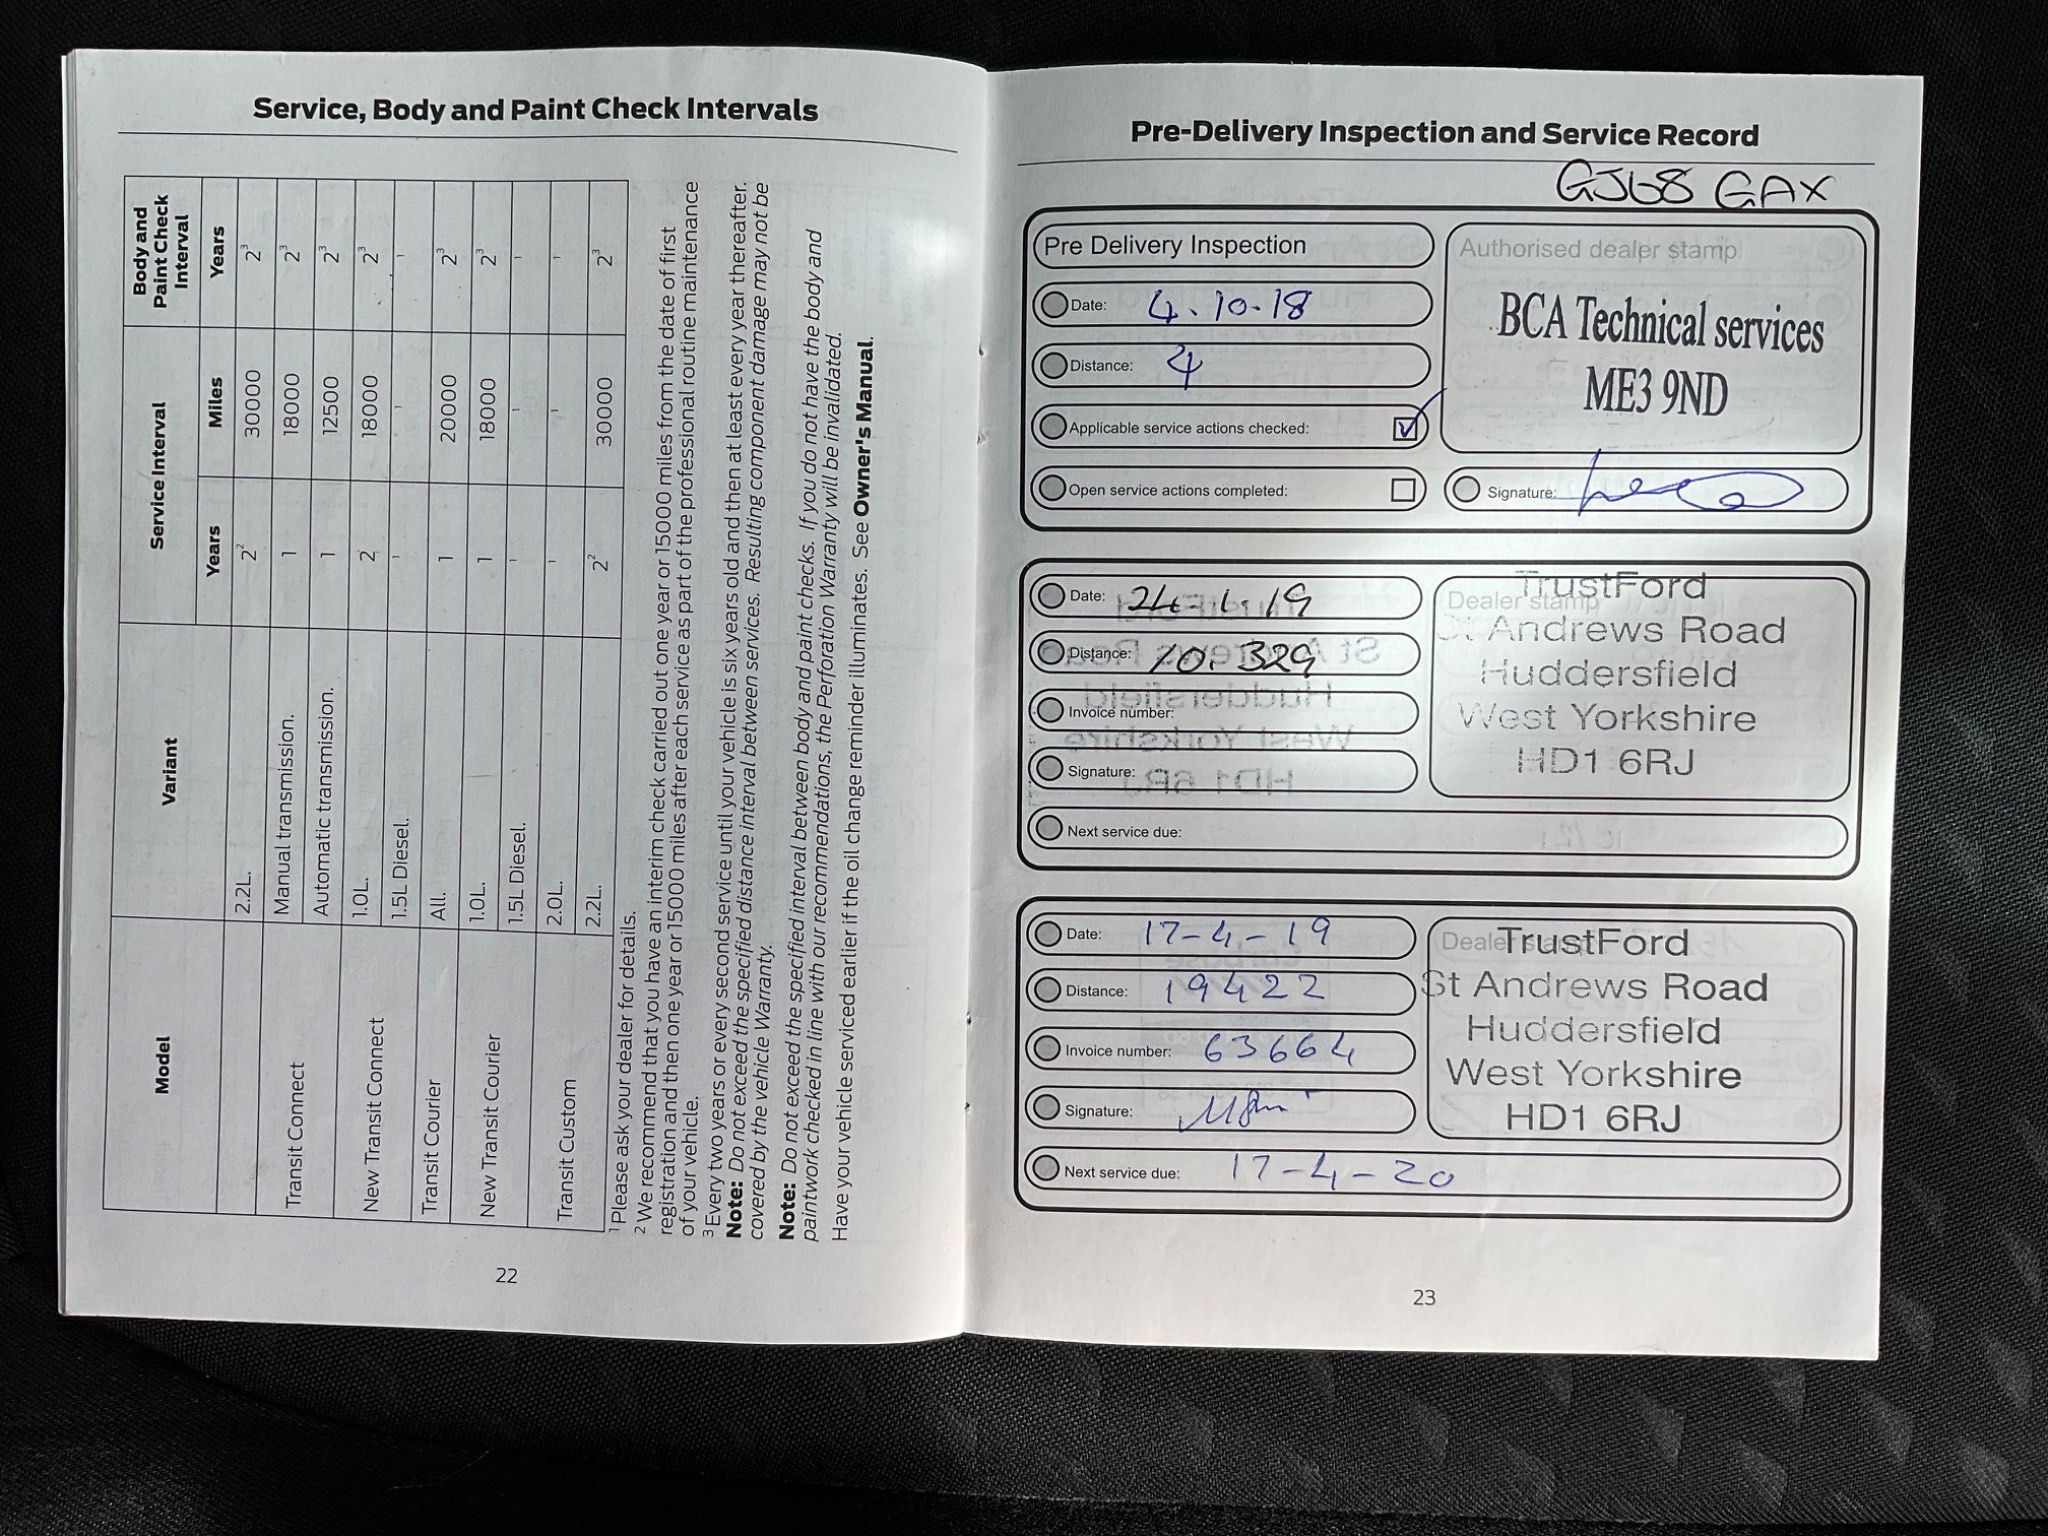 Service, Body and Paint Check Intervals
Model Variant Service Interval Body and Paint Check Interval
Years Miles Years
2.2L. 2² 30000 2³
Transit Connect Manual transmission. 1 18000 2³
Automatic transmission. 1 12500 2³
New Transit Connect 1.0L. 2 18000 2³
1.5L Diesel. ¹ ¹ ¹
Transit Courier All. 1 20000 2³
New Transit Courier 1.0L. 1 18000 2³
1.5L Diesel. ¹ ¹ ¹
Transit Custom 2.0L. ¹ ¹ ¹
2.2L. 2² 30000 2³
¹ Please ask your dealer for details.
² We recommend that you have an interim check carried out one year or 15000 miles from the date of first
registration and then one year or 15000 miles after each service as part of the professional routine maintenance
of your vehicle.
³ Every two years or every second service until your vehicle is six years old and then at least every year thereafter.
Note: Do not exceed the specified distance interval between services. Resulting component damage may not be
covered by the vehicle Warranty.
Note: Do not exceed the specified interval between body and paint checks. If you do not have the body and
paintwork checked in line with our recommendations, the Perforation Warranty will be invalidated.
Have your vehicle serviced earlier if the oil change reminder illuminates. See Owner's Manual.
22
Pre-Delivery Inspection and Service Record
GJ68 GAX
Pre Delivery Inspection
Date: 4.10.18
Distance: 4
Applicable service actions checked:
Open service actions completed:
Authorised dealer stamp
BCA Technical services
ME3 9ND
Signature:
Date: 24.1.19
Distance: 10.329
Invoice number:
Signature:
Next service due:
Dealer stamp
TrustFord
St Andrews Road
Huddersfield
West Yorkshire
HD1 6RJ
Date: 17-4-19
Distance: 19422
Invoice number: 63664
Signature:
Next service due: 17-4-20
Dealer stamp
TrustFord
St Andrews Road
Huddersfield
West Yorkshire
HD1 6RJ
23